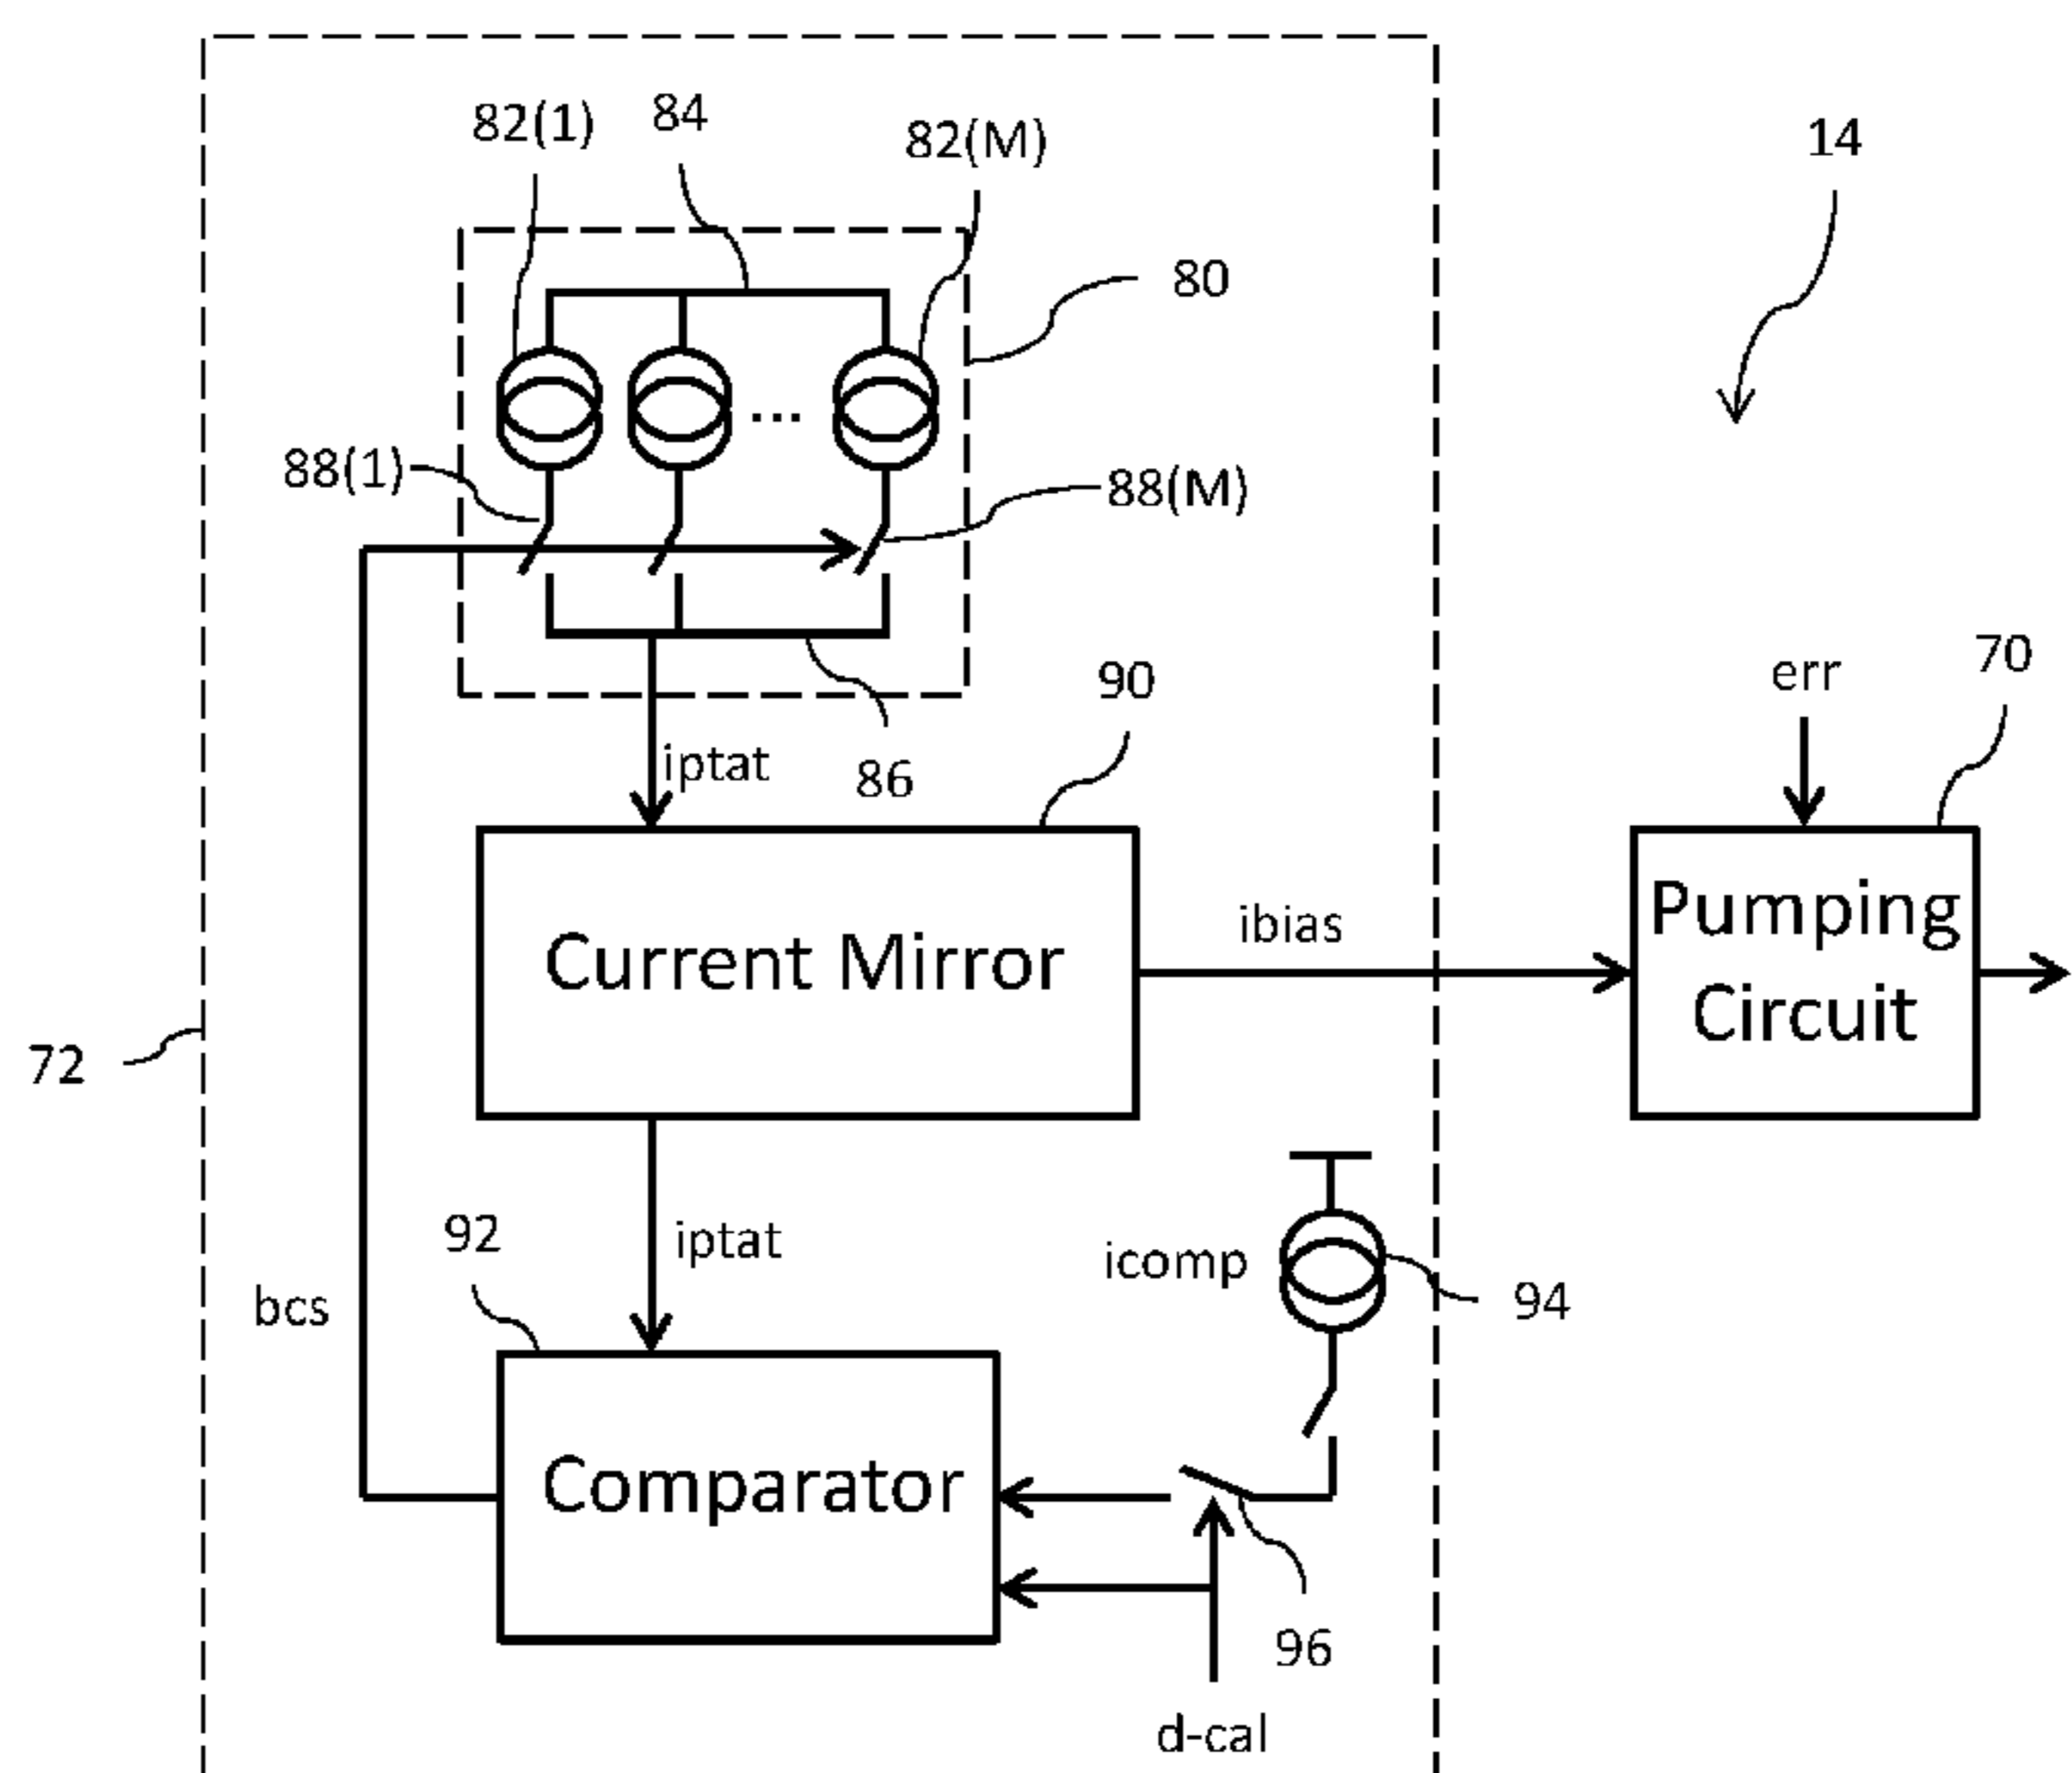 82(1)
84
82(M)
14
80
...
88(1)
88(M)
90
err
70
iptat
86
Current Mirror
ibias
Pumping
Circuit
72
92
iptat
icomp
94
bcs
Comparator
96
d-cal